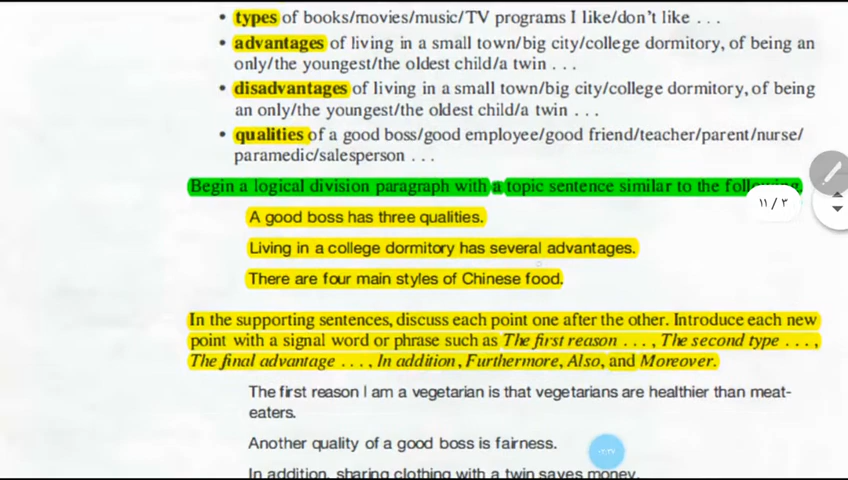 • types of books/movies/music/TV programs I like/don't like . . .
• advantages of living in a small town/big city/college dormitory, of being an
only/the youngest/the oldest child/a twin . . .
• disadvantages of living in a small town/big city/college dormitory, of being
an only/the youngest/the oldest child/a twin . . .
• qualities of a good boss/good employee/good friend/teacher/parent/nurse/
paramedic/salesperson . . .
Begin a logical division paragraph with a topic sentence similar to the following.
١١ / ٣
A good boss has three qualities.
Living in a college dormitory has several advantages.
There are four main styles of Chinese food.
In the supporting sentences, discuss each point one after the other. Introduce each new
point with a signal word or phrase such as The first reason . . . , The second type . . . ,
The final advantage . . . , In addition, Furthermore, Also, and Moreover.
The first reason I am a vegetarian is that vegetarians are healthier than meat-
eaters.
Another quality of a good boss is fairness.
In addition, sharing clothing with a twin saves money.